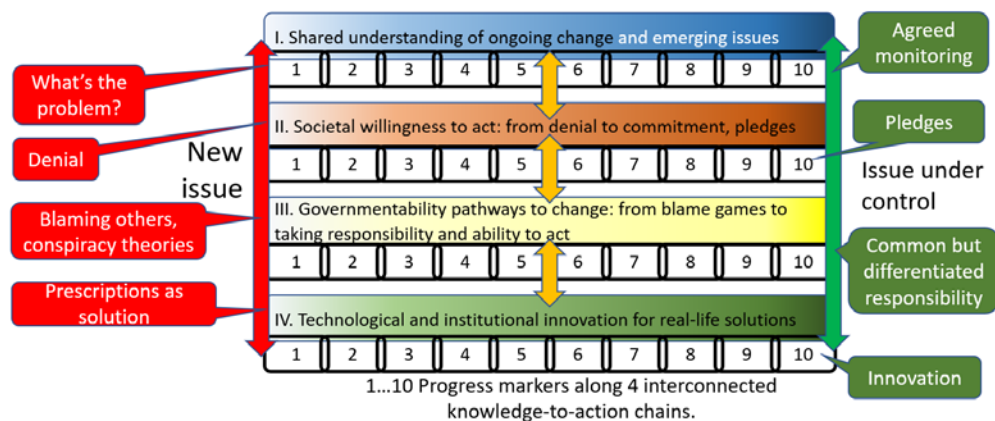 I. Shared understanding of ongoing change and emerging issues
1 2 3 4 5 6 7 8 9 10
II. Societal willingness to act: from denial to commitment, pledges
1 2 3 4 5 6 7 8 9 10
III. Governmentability pathways to change: from blame games to
taking responsibility and ability to act
1 2 3 4 5 6 7 8 9 10
IV. Technological and institutional innovation for real-life solutions
1 2 3 4 5 6 7 8 9 10
1...10 Progress markers along 4 interconnected
knowledge-to-action chains.
What's the
problem?
Denial
New
issue
Blaming others,
conspiracy theories
Prescriptions as
solution
Agreed
monitoring
Pledges
Issue under
control
Common but
differentiated
responsibility
Innovation